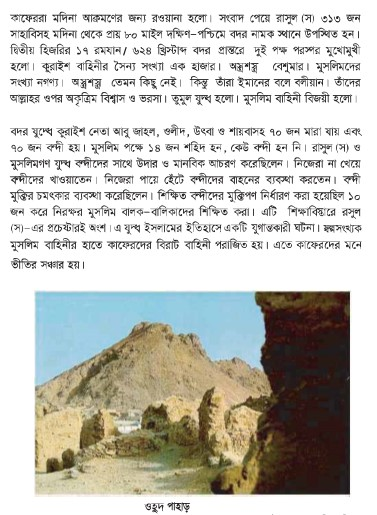 কাফেররা মদিনা আক্রমণের জন্য রওয়ানা হলো। সংবাদ পেয়ে রাসুল (স) ৩১৩ জন
সাহাবিসহ মদিনা থেকে প্রায় ৮০ মাইল দক্ষিণ-পশ্চিমে বদর নামক স্থানে উপস্থিত হন।
দ্বিতীয় হিজরির ১৭ রমযান/ ৬২৪ খ্রিস্টাব্দ বদর প্রান্তরে দুই পক্ষ পরস্পর মুখোমুখী
হলো। কুরাইশ বাহিনীর সৈন্য সংখ্যা এক হাজার। অস্ত্রশস্ত্র বেশুমার। মুসলিমদের
সংখ্যা নগণ্য। অস্ত্রশস্ত্র তেমন কিছু নেই। কিন্তু তাঁরা ইমানের বলে বলীয়ান। তাঁদের
আল্লাহর ওপর অকৃত্রিম বিশ্বাস ও ভরসা। তুমুল যুদ্ধ হলো। মুসলিম বাহিনী বিজয়ী হলো।
বদর যুদ্ধে কুরাইশ নেতা আবু জাহল, ওলীদ, উৎবা ও শায়বাসহ ৭০ জন মারা যায় এবং
৭০ জন বন্দী হয়। মুসলিম পক্ষে ১৪ জন শহিদ হন, কেউ বন্দী হন নি। রাসুল (স) ও
মুসলিমগণ যুদ্ধ বন্দীদের সাথে উদার ও মানবিক আচরণ করেছিলেন। নিজেরা না খেয়ে
বন্দীদের খাওয়াতেন। নিজেরা পায়ে হেঁটে বন্দীদের বাহনের ব্যবস্থা করতেন। বন্দী
মুক্তির চমৎকার ব্যবস্থা করেছিলেন। শিক্ষিত বন্দীদের মুক্তিপণ নির্ধারণ করা হয়েছিল ১০
জন করে নিরক্ষর মুসলিম বালক-বালিকাদের শিক্ষিত করা। এটি শিক্ষাবিস্তারে রসুল
(স)-এর প্রচেষ্টারই অংশ। এ যুদ্ধ ইসলামের ইতিহাসে একটি যুগান্তকারী ঘটনা। স্বল্পসংখ্যক
মুসলিম বাহিনীর হাতে কাফেরদের বিরাট বাহিনী পরাজিত হয়। এতে কাফেরদের মনে
ভীতির সঞ্চার হয়।
ওহুদ পাহাড়